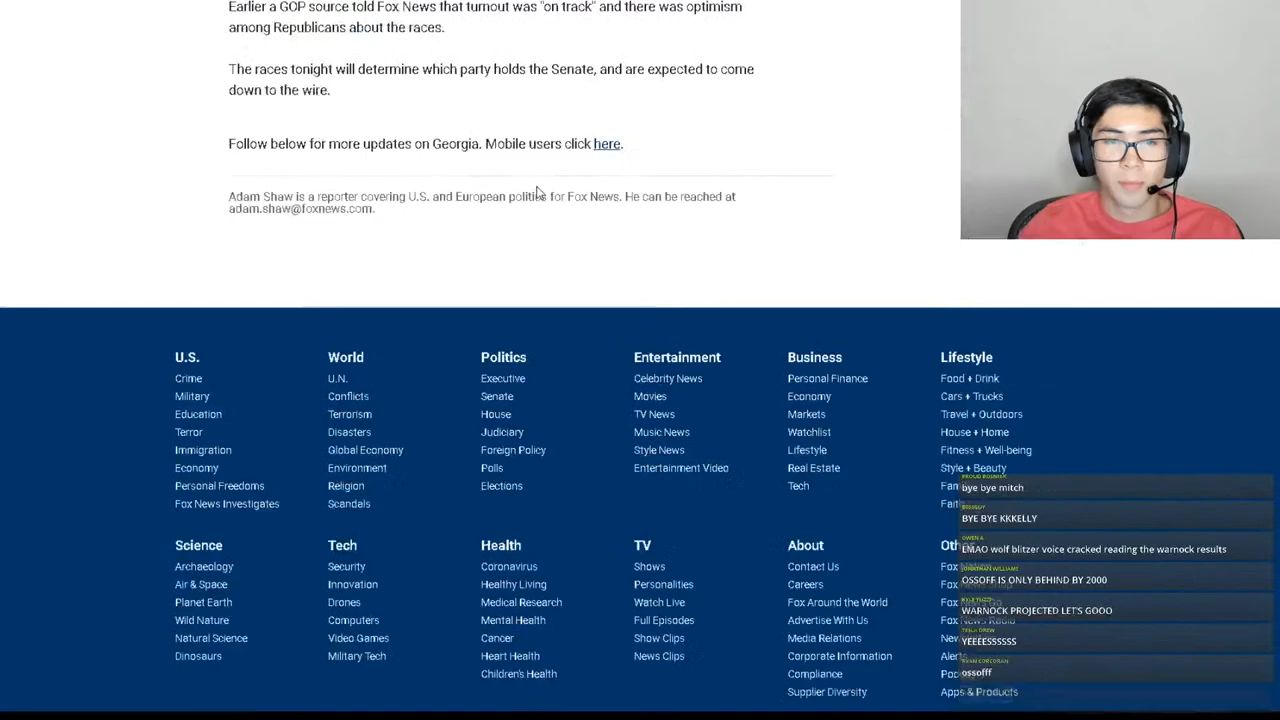 Earlier a GOP source told Fox News that turnout was "on track" and there was optimism
among Republicans about the races.
The races tonight will determine which party holds the Senate, and are expected to come
down to the wire.
Follow below for more updates on Georgia. Mobile users click here.
Adam Shaw is a reporter covering U.S. and European politics for Fox News. He can be reached at
adam.shaw@foxnews.com.
U.S.
Crime
Military
Education
Terror
Immigration
Economy
Personal Freedoms
Fox News Investigates
World
U.N.
Conflicts
Terrorism
Disasters
Global Economy
Environment
Religion
Scandals
Politics
Executive
Senate
House
Judiciary
Foreign Policy
Polls
Elections
Entertainment
Celebrity News
Movies
TV News
Music News
Style News
Entertainment Video
Business
Personal Finance
Economy
Markets
Watchlist
Lifestyle
Real Estate
Tech
Lifestyle
Food + Drink
Cars + Trucks
Travel + Outdoors
House + Home
Fitness + Well-being
Style + Beauty
Science
Archaeology
Air & Space
Planet Earth
Wild Nature
Natural Science
Dinosaurs
Tech
Security
Innovation
Drones
Computers
Video Games
Military Tech
Health
Coronavirus
Healthy Living
Medical Research
Mental Health
Cancer
Heart Health
Children's Health
TV
Shows
Personalities
Watch Live
Full Episodes
Show Clips
News Clips
About
Contact Us
Careers
Fox Around the World
Advertise With Us
Media Relations
Corporate Information
Compliance
Supplier Diversity
Apps & Products
bye bye mitch
BYE BYE KKKELLY
OWEN A
LMAO wolf blitzer voice cracked reading the warnock results
JONATHAN WILLIAMS
OSSOFF IS ONLY BEHIND BY 2000
WARNOCK PROJECTED LET'S GOOO
TESLA DREW
YEEEESSSSSS
RYAN CORCORAN
ossofff